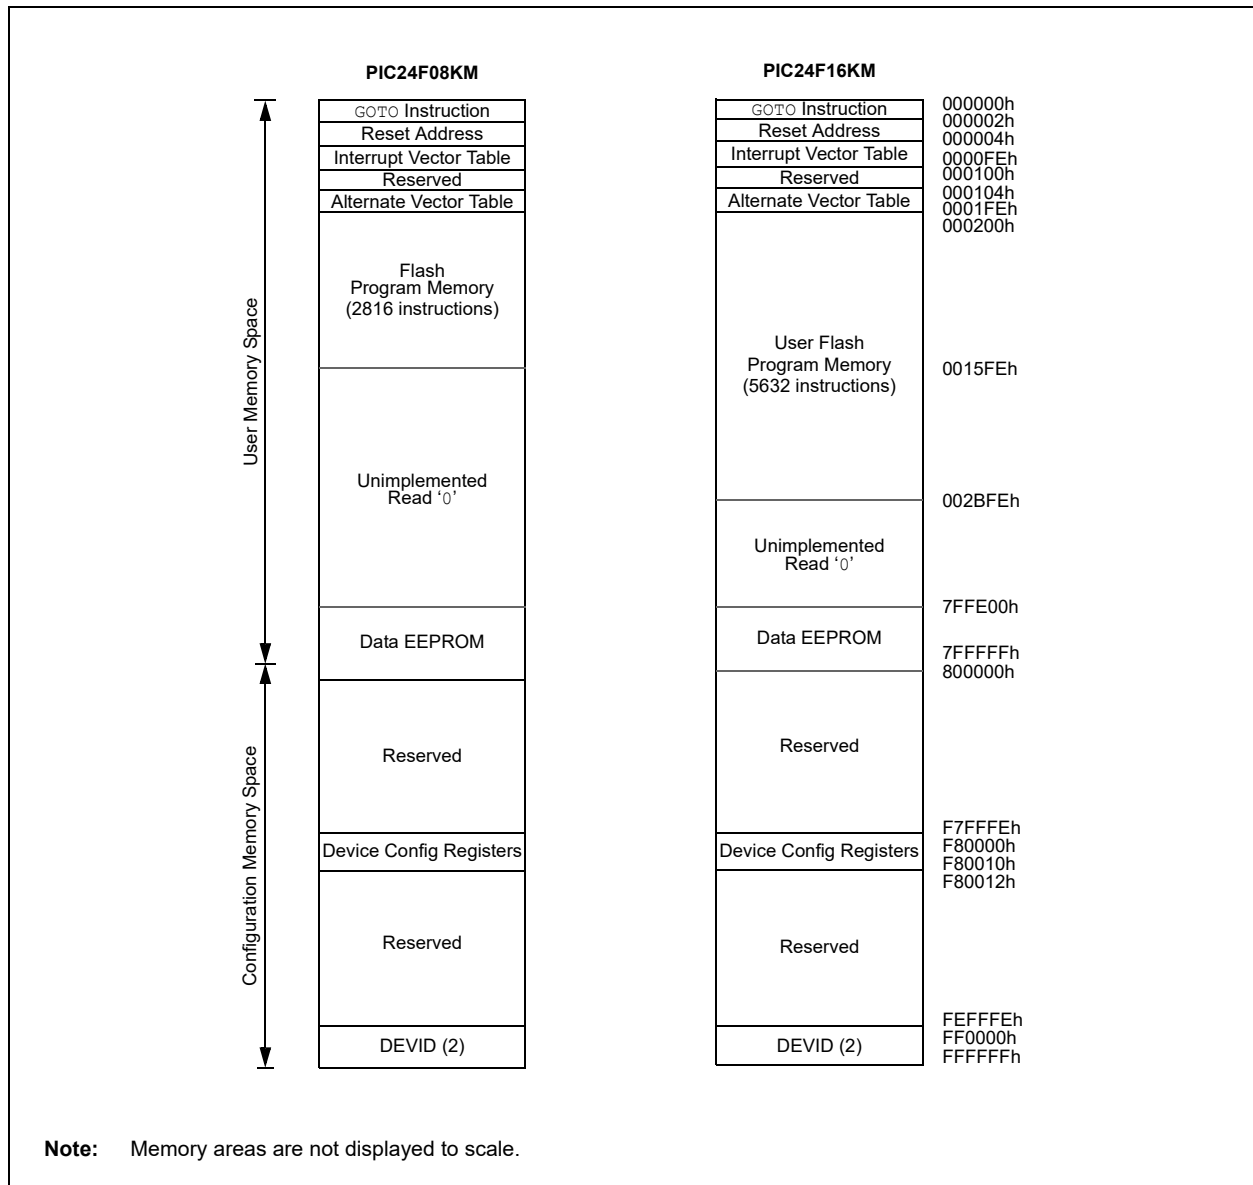 PIC24F08KM
GOTO Instruction
Reset Address
Interrupt Vector Table
Reserved
Alternate Vector Table
Flash
Program Memory
(2816 instructions)
Unimplemented
Read ‘0’
Data EEPROM
Reserved
Device Config Registers
Reserved
DEVID (2)
User Memory Space
Configuration Memory Space
PIC24F16KM
GOTO Instruction
Reset Address
Interrupt Vector Table
Reserved
Alternate Vector Table
User Flash
Program Memory
(5632 instructions)
Unimplemented
Read ‘0’
Data EEPROM
Reserved
Device Config Registers
Reserved
DEVID (2)
000000h
000002h
000004h
0000FEh
000100h
000104h
0001FEh
000200h
0015FEh
002BFEh
7FFE00h
7FFFFFh
800000h
F7FFFEh
F80000h
F80010h
F80012h
FEFFFEh
FF0000h
FFFFFFh
Note: Memory areas are not displayed to scale.